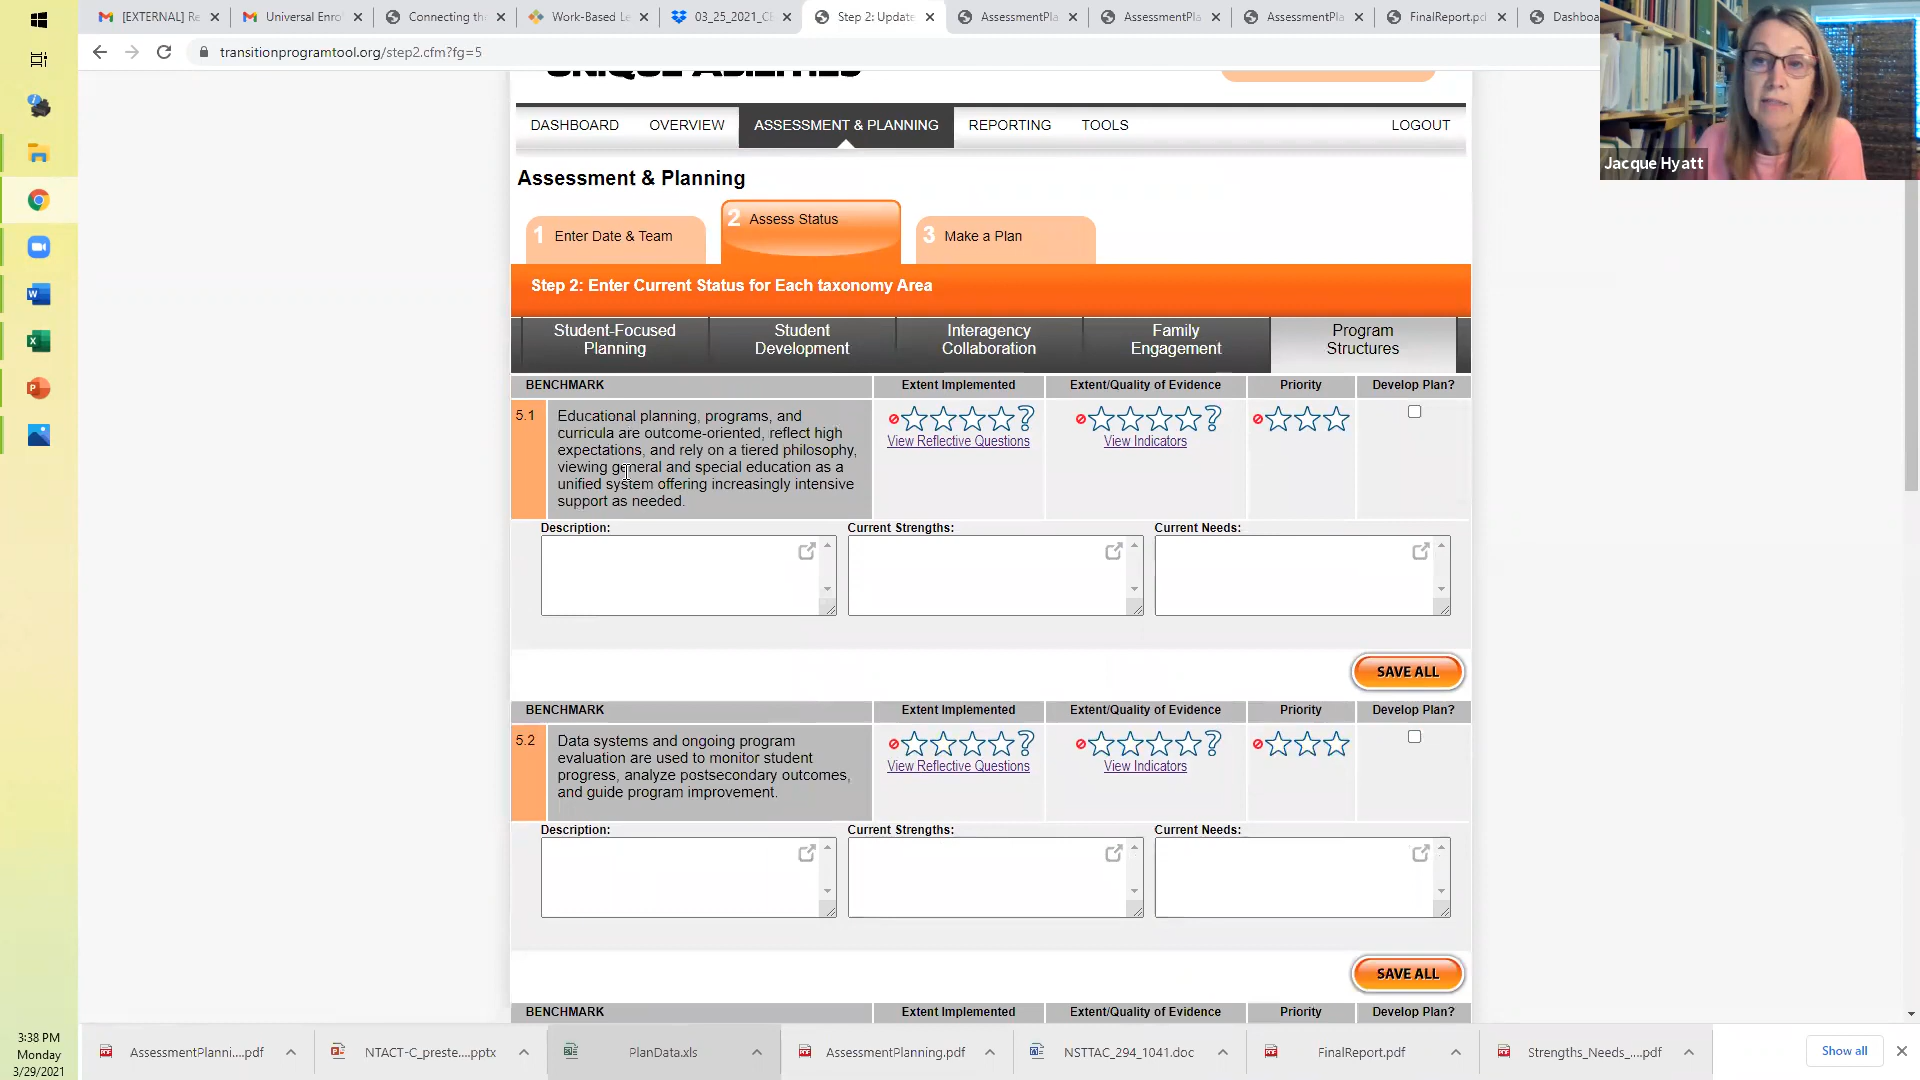 [EXTERNAL] Re
Universal Enro
Connecting th
Work-Based Le
03_25_2021_C
Step 2: Update
AssessmentPla
AssessmentPla
AssessmentPla
FinalReport.pd
Dashboa
transitionprogramtool.org/step2.cfm?fg=5
UNIQUE ABILITIES
DASHBOARD OVERVIEW ASSESSMENT & PLANNING REPORTING TOOLS LOGOUT
Jacque Hyatt
Assessment & Planning
1 Enter Date & Team
2 Assess Status
3 Make a Plan
Step 2: Enter Current Status for Each taxonomy Area
Student-Focused
Planning
Student
Development
Interagency
Collaboration
Family
Engagement
Program
Structures
BENCHMARK Extent Implemented Extent/Quality of Evidence Priority Develop Plan?
5.1
Educational planning, programs, and
curricula are outcome-oriented, reflect high
expectations, and rely on a tiered philosophy,
viewing general and special education as a
unified system offering increasingly intensive
support as needed.
?
View Reflective Questions
?
View Indicators
Description: Current Strengths: Current Needs:
SAVE ALL
BENCHMARK Extent Implemented Extent/Quality of Evidence Priority Develop Plan?
5.2
Data systems and ongoing program
evaluation are used to monitor student
progress, analyze postsecondary outcomes,
and guide program improvement.
?
View Reflective Questions
?
View Indicators
Description: Current Strengths: Current Needs:
SAVE ALL
BENCHMARK Extent Implemented Extent/Quality of Evidence Priority Develop Plan?
3:38 PM
Monday
3/29/2021
AssessmentPlanni....pdf
NTACT-C_preste....pptx
PlanData.xls
AssessmentPlanning.pdf
NSTTAC_294_1041.doc
FinalReport.pdf
Strengths_Needs_....pdf
Show all